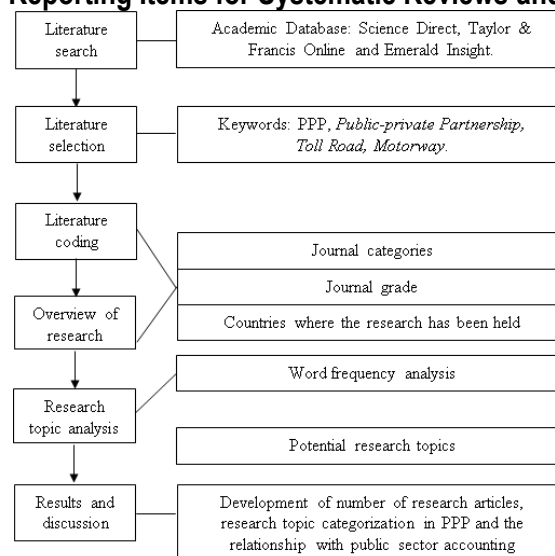 Reporting Items for Systematic Reviews and
Literature
search
Academic Database: Science Direct, Taylor &
Francis Online and Emerald Insight.
Literature
selection
Keywords: PPP, Public-private Partnership,
Toll Road, Motorway.
Literature
coding
Journal categories
Journal grade
Overview of
research
Countries where the research has been held
Word frequency analysis
Research
topic analysis
Potential research topics
Results and
discussion
Development of number of research articles,
research topic categorization in PPP and the
relationship with public sector accounting